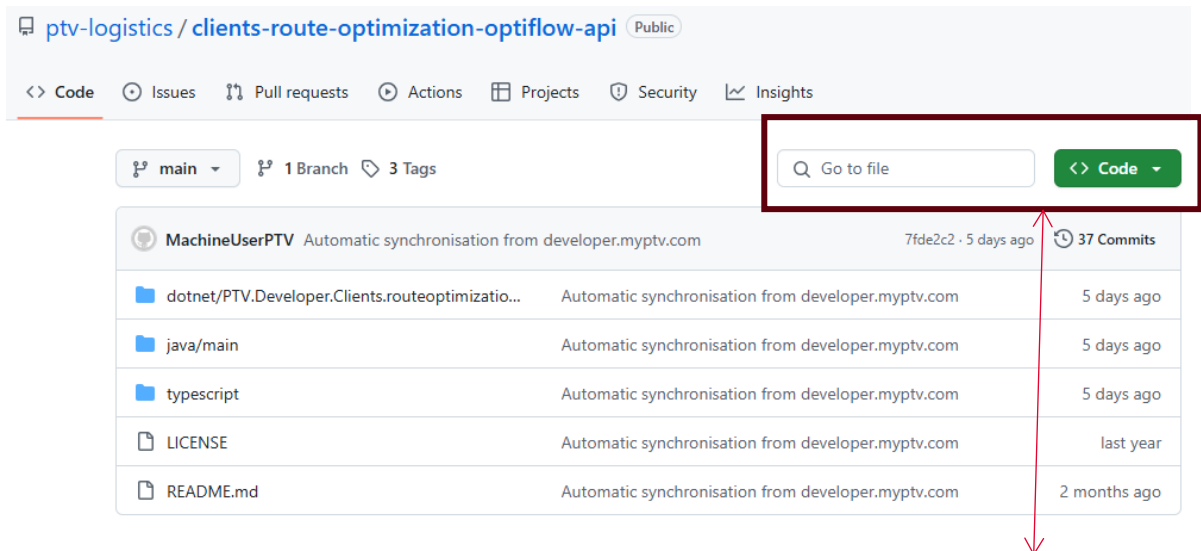 ptv-logistics / clients-route-optimization-optiflow-api Public
<> Code Issues Pull requests Actions Projects Security Insights
main 1 Branch 3 Tags Go to file <> Code
MachineUserPTV Automatic synchronisation from developer.myptv.com 7fde2c2 · 5 days ago 37 Commits
dotnet/PTV.Developer.Clients.routeoptimizatio... Automatic synchronisation from developer.myptv.com 5 days ago
java/main Automatic synchronisation from developer.myptv.com 5 days ago
typescript Automatic synchronisation from developer.myptv.com 5 days ago
LICENSE Automatic synchronisation from developer.myptv.com last year
README.md Automatic synchronisation from developer.myptv.com 2 months ago